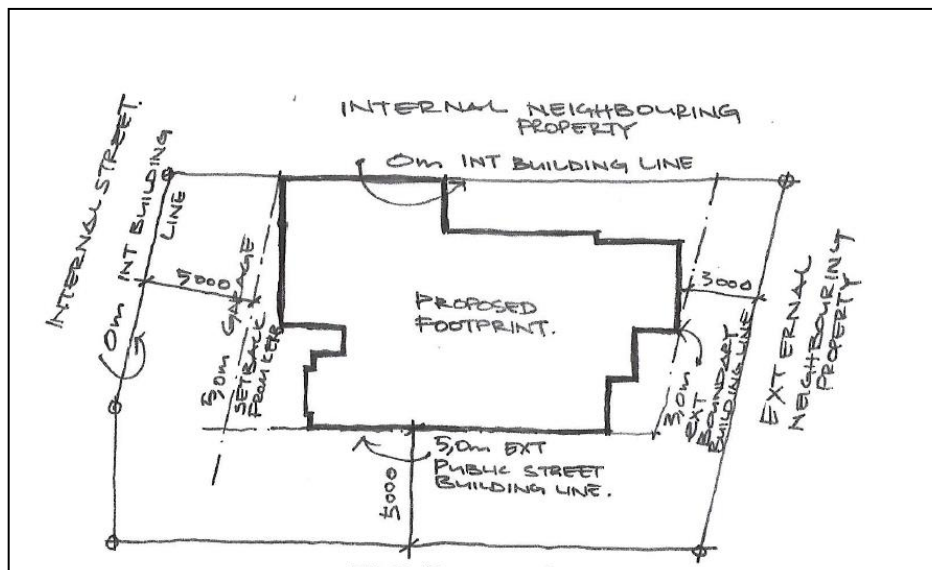 INTERNAL NEIGHBOURING
PROPERTY
0m INT BUILDING LINE
INTERNAL STREET.
0m INT BUILDING
LINE
5000
5,0m GARAGE
SETBACK
FROM KERB
PROPOSED
FOOTPRINT.
3000
3,0m
EXT
BOUNDARY
BUILDING LINE
EXTERNAL
NEIGHBOURING
PROPERTY
5,0m EXT
PUBLIC STREET
BUILDING LINE.
5000